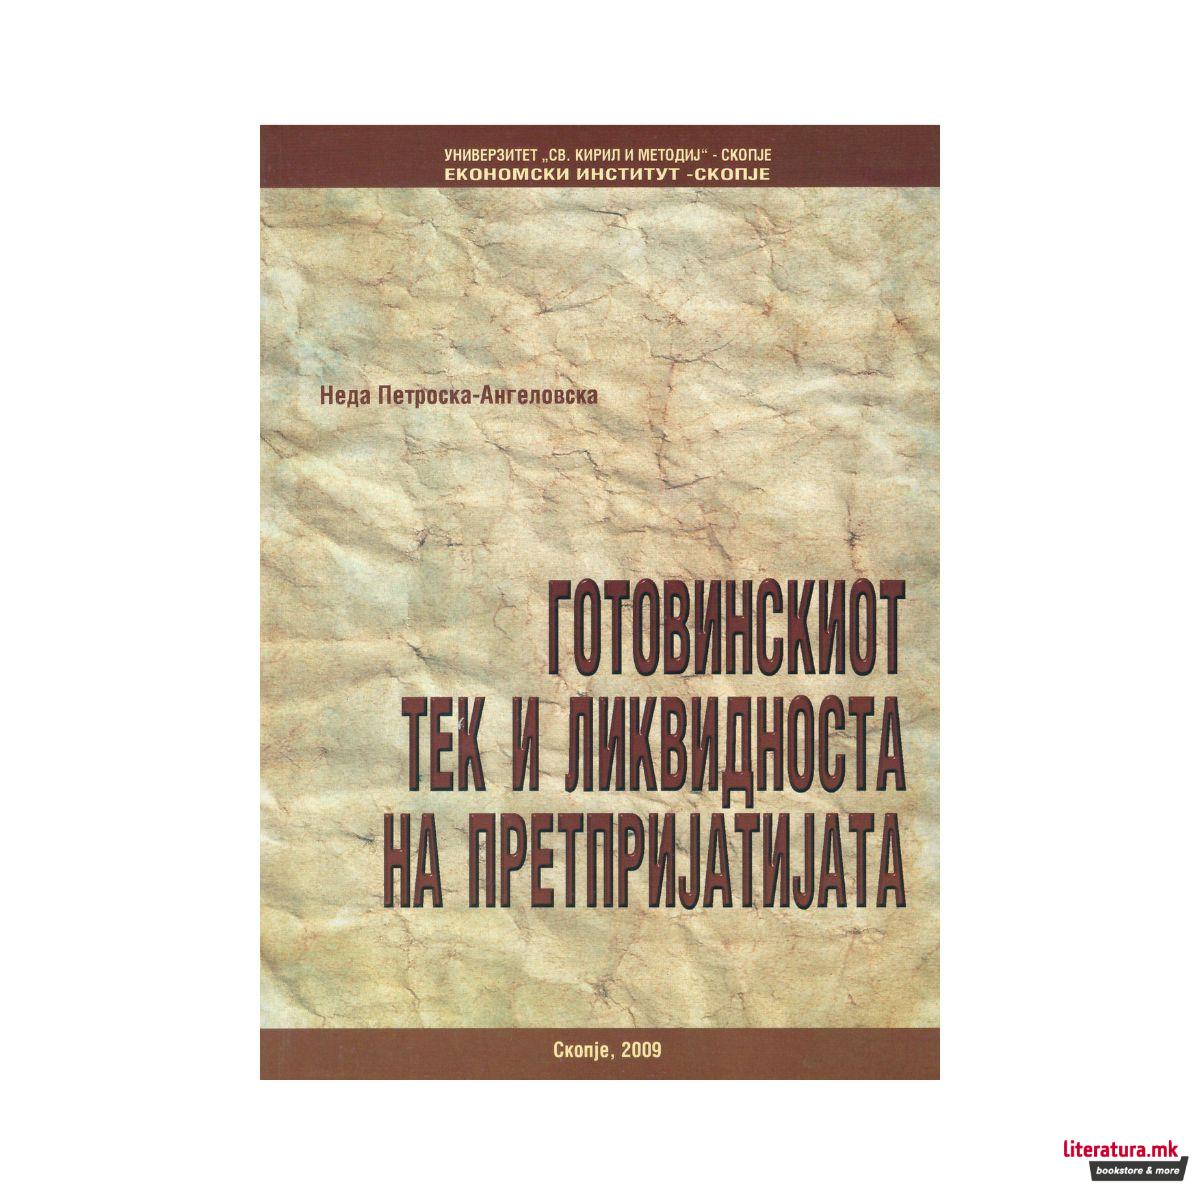 УНИВЕРЗИТЕТ „СВ. КИРИЛ И МЕТОДИЈ“ - СКОПЈЕ
ЕКОНОМСКИ ИНСТИТУТ -СКОПЈЕ
Неда Петроска-Ангеловска
ГОТОВИНСКИОТ
ТЕК И ЛИКВИДНОСТА
НА ПРЕТПРИЈАТИЈАТА
Скопје, 2009
literatura.mk
bookstore & more